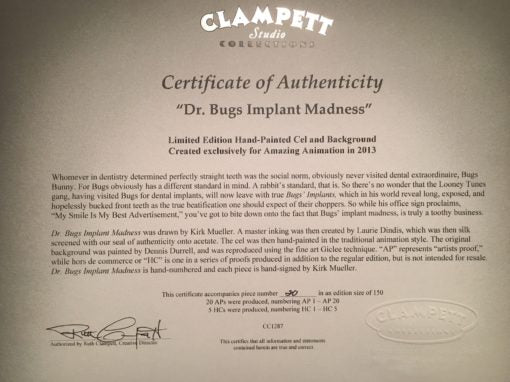 CLAMPETT
Studio
COLLECTIONS
Certificate of Authenticity
“Dr. Bugs Implant Madness”
Limited Edition Hand-Painted Cel and Background
Created exclusively for Amazing Animation in 2013
Whomever in dentistry determined perfectly straight teeth was the social norm, obviously never visited dental extraordinaire, Bugs
Bunny. For Bugs obviously has a different standard in mind. A rabbit’s standard, that is. So there’s no wonder that the Looney Tunes
gang, having visited Bugs for dental implants, will now leave with true Bugs’ Implants, which in his world reveal long, exposed, and
hopelessly bucked front teeth as the true beatification one should expect of their choppers. So while his office sign proclaims,
“My Smile Is My Best Advertisement,” you’ve got to bite down onto the fact that Bugs’ implant madness, is truly a toothy business.
Dr. Bugs Implant Madness was drawn by Kirk Mueller. A master inking was then created by Laurie Dindis, which was then silk
screened with our seal of authenticity onto acetate. The cel was then hand-painted in the traditional animation style. The original
background was painted by Dennis Durrell, and was reproduced using the fine art Giclee technique. “AP” represents “artists proof,”
while hors de commerce or “HC” is one in a series of proofs produced in addition to the regular edition, but is not intended for resale.
Dr. Bugs Implant Madness is hand-numbered and each piece is hand-signed by Kirk Mueller.
This certificate accompanies piece number 20 in an edition size of 150
20 APs were produced, numbering AP 1 – AP 20
5 HCs were produced, numbering HC 1 – HC 5
CC1287
CLAMPETT
COLLECTIONS
Authorized by Ruth Clampett, Creative Director
This certifies that all information and statements
contained herein are true and correct.